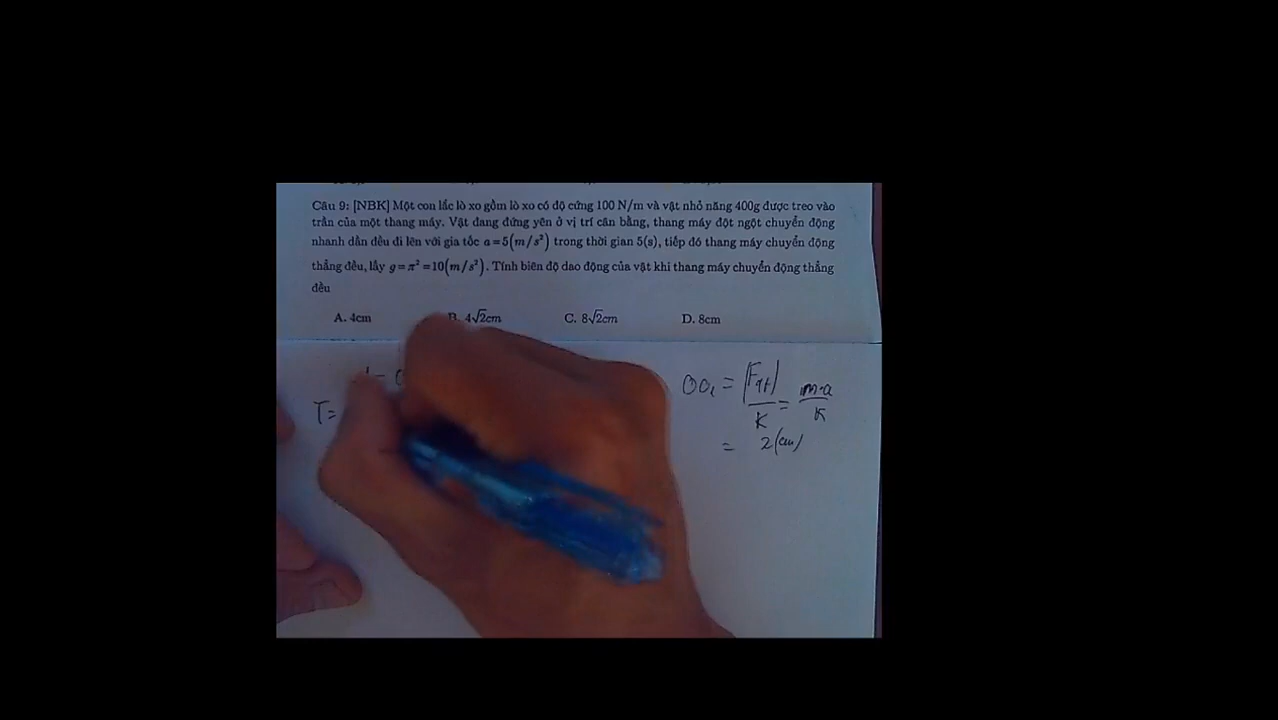 Câu 9: [NBK] Một con lắc lò xo gồm lò xo có độ cứng 100 N/m và vật nhỏ năng 400g được treo vào
trần của một thang máy. Vật đang đứng yên ở vị trí cân bằng, thang máy đột ngột chuyển động
nhanh dần đều đi lên với gia tốc a = 5(m/s²) trong thời gian 5(s), tiếp đó thang máy chuyển động
thẳng đều, lấy g = π² = 10(m/s²). Tính biên độ dao động của vật khi thang máy chuyển động thẳng
đều
A. 4cm B. 4√2cm C. 8√2cm D. 8cm
OO₁ = |Fqt|/K = m.a/K
= 2(cm)
T=